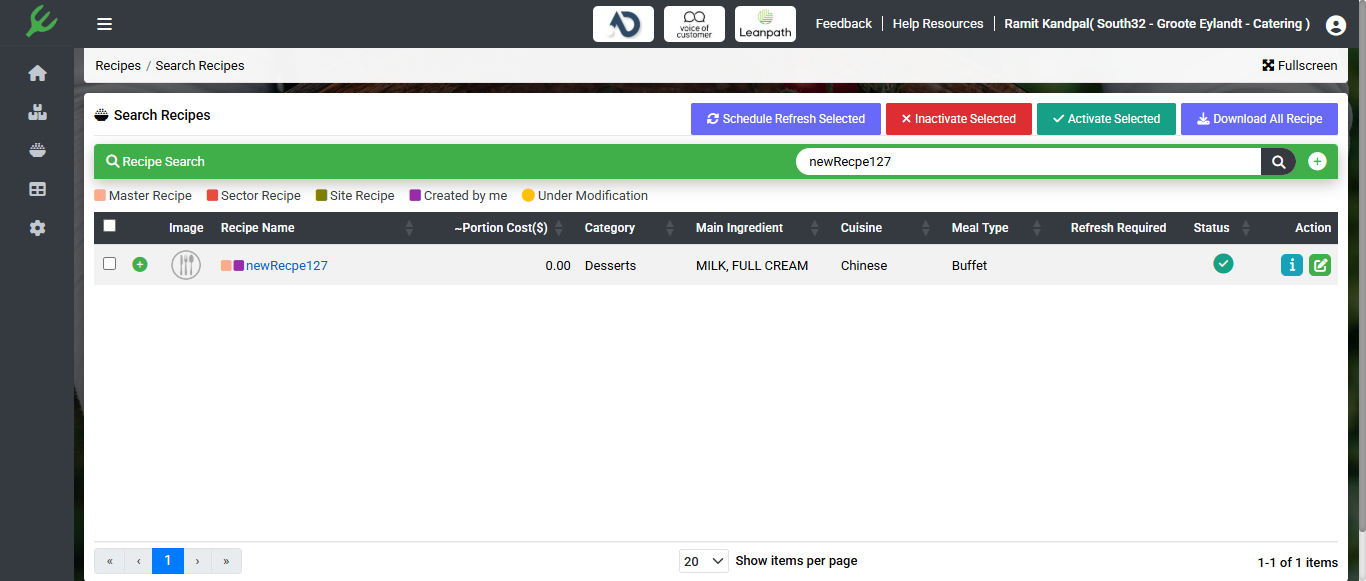 voice of
customer
Leanpath
Feedback
Help Resources
Ramit Kandpal( South32 - Groote Eylandt - Catering )
Recipes / Search Recipes
Fullscreen
Search Recipes
Schedule Refresh Selected
Inactivate Selected
Activate Selected
Download All Recipe
Recipe Search
newRecpe127
Master Recipe
Sector Recipe
Site Recipe
Created by me
Under Modification
Image Recipe Name ~Portion Cost($) Category Main Ingredient Cuisine Meal Type Refresh Required Status Action
newRecpe127 0.00 Desserts MILK, FULL CREAM Chinese Buffet
« ‹ 1 › »
20 Show items per page
1-1 of 1 items